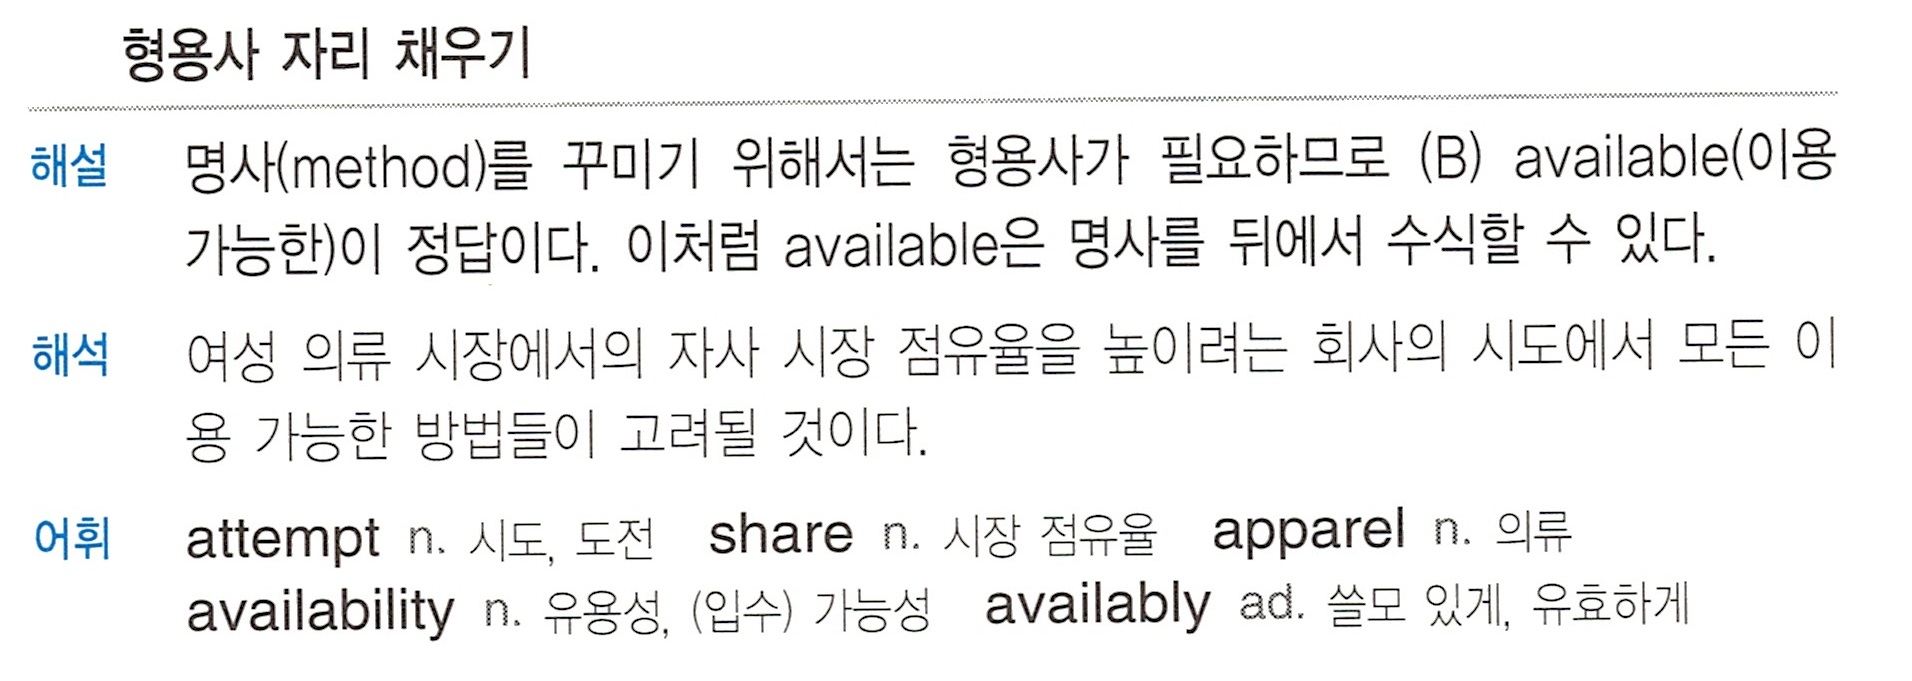 형용사 자리 채우기
해설 명사(method)를 꾸미기 위해서는 형용사가 필요하므로 (B) available(이용
가능한)이 정답이다. 이처럼 available은 명사를 뒤에서 수식할 수 있다.
해석 여성 의류 시장에서의 자사 시장 점유율을 높이려는 회사의 시도에서 모든 이
용 가능한 방법들이 고려될 것이다.
어휘 attempt n. 시도, 도전 share n. 시장 점유율 apparel n. 의류
availability n. 유용성, (입수) 가능성 availably ad. 쓸모 있게, 유효하게